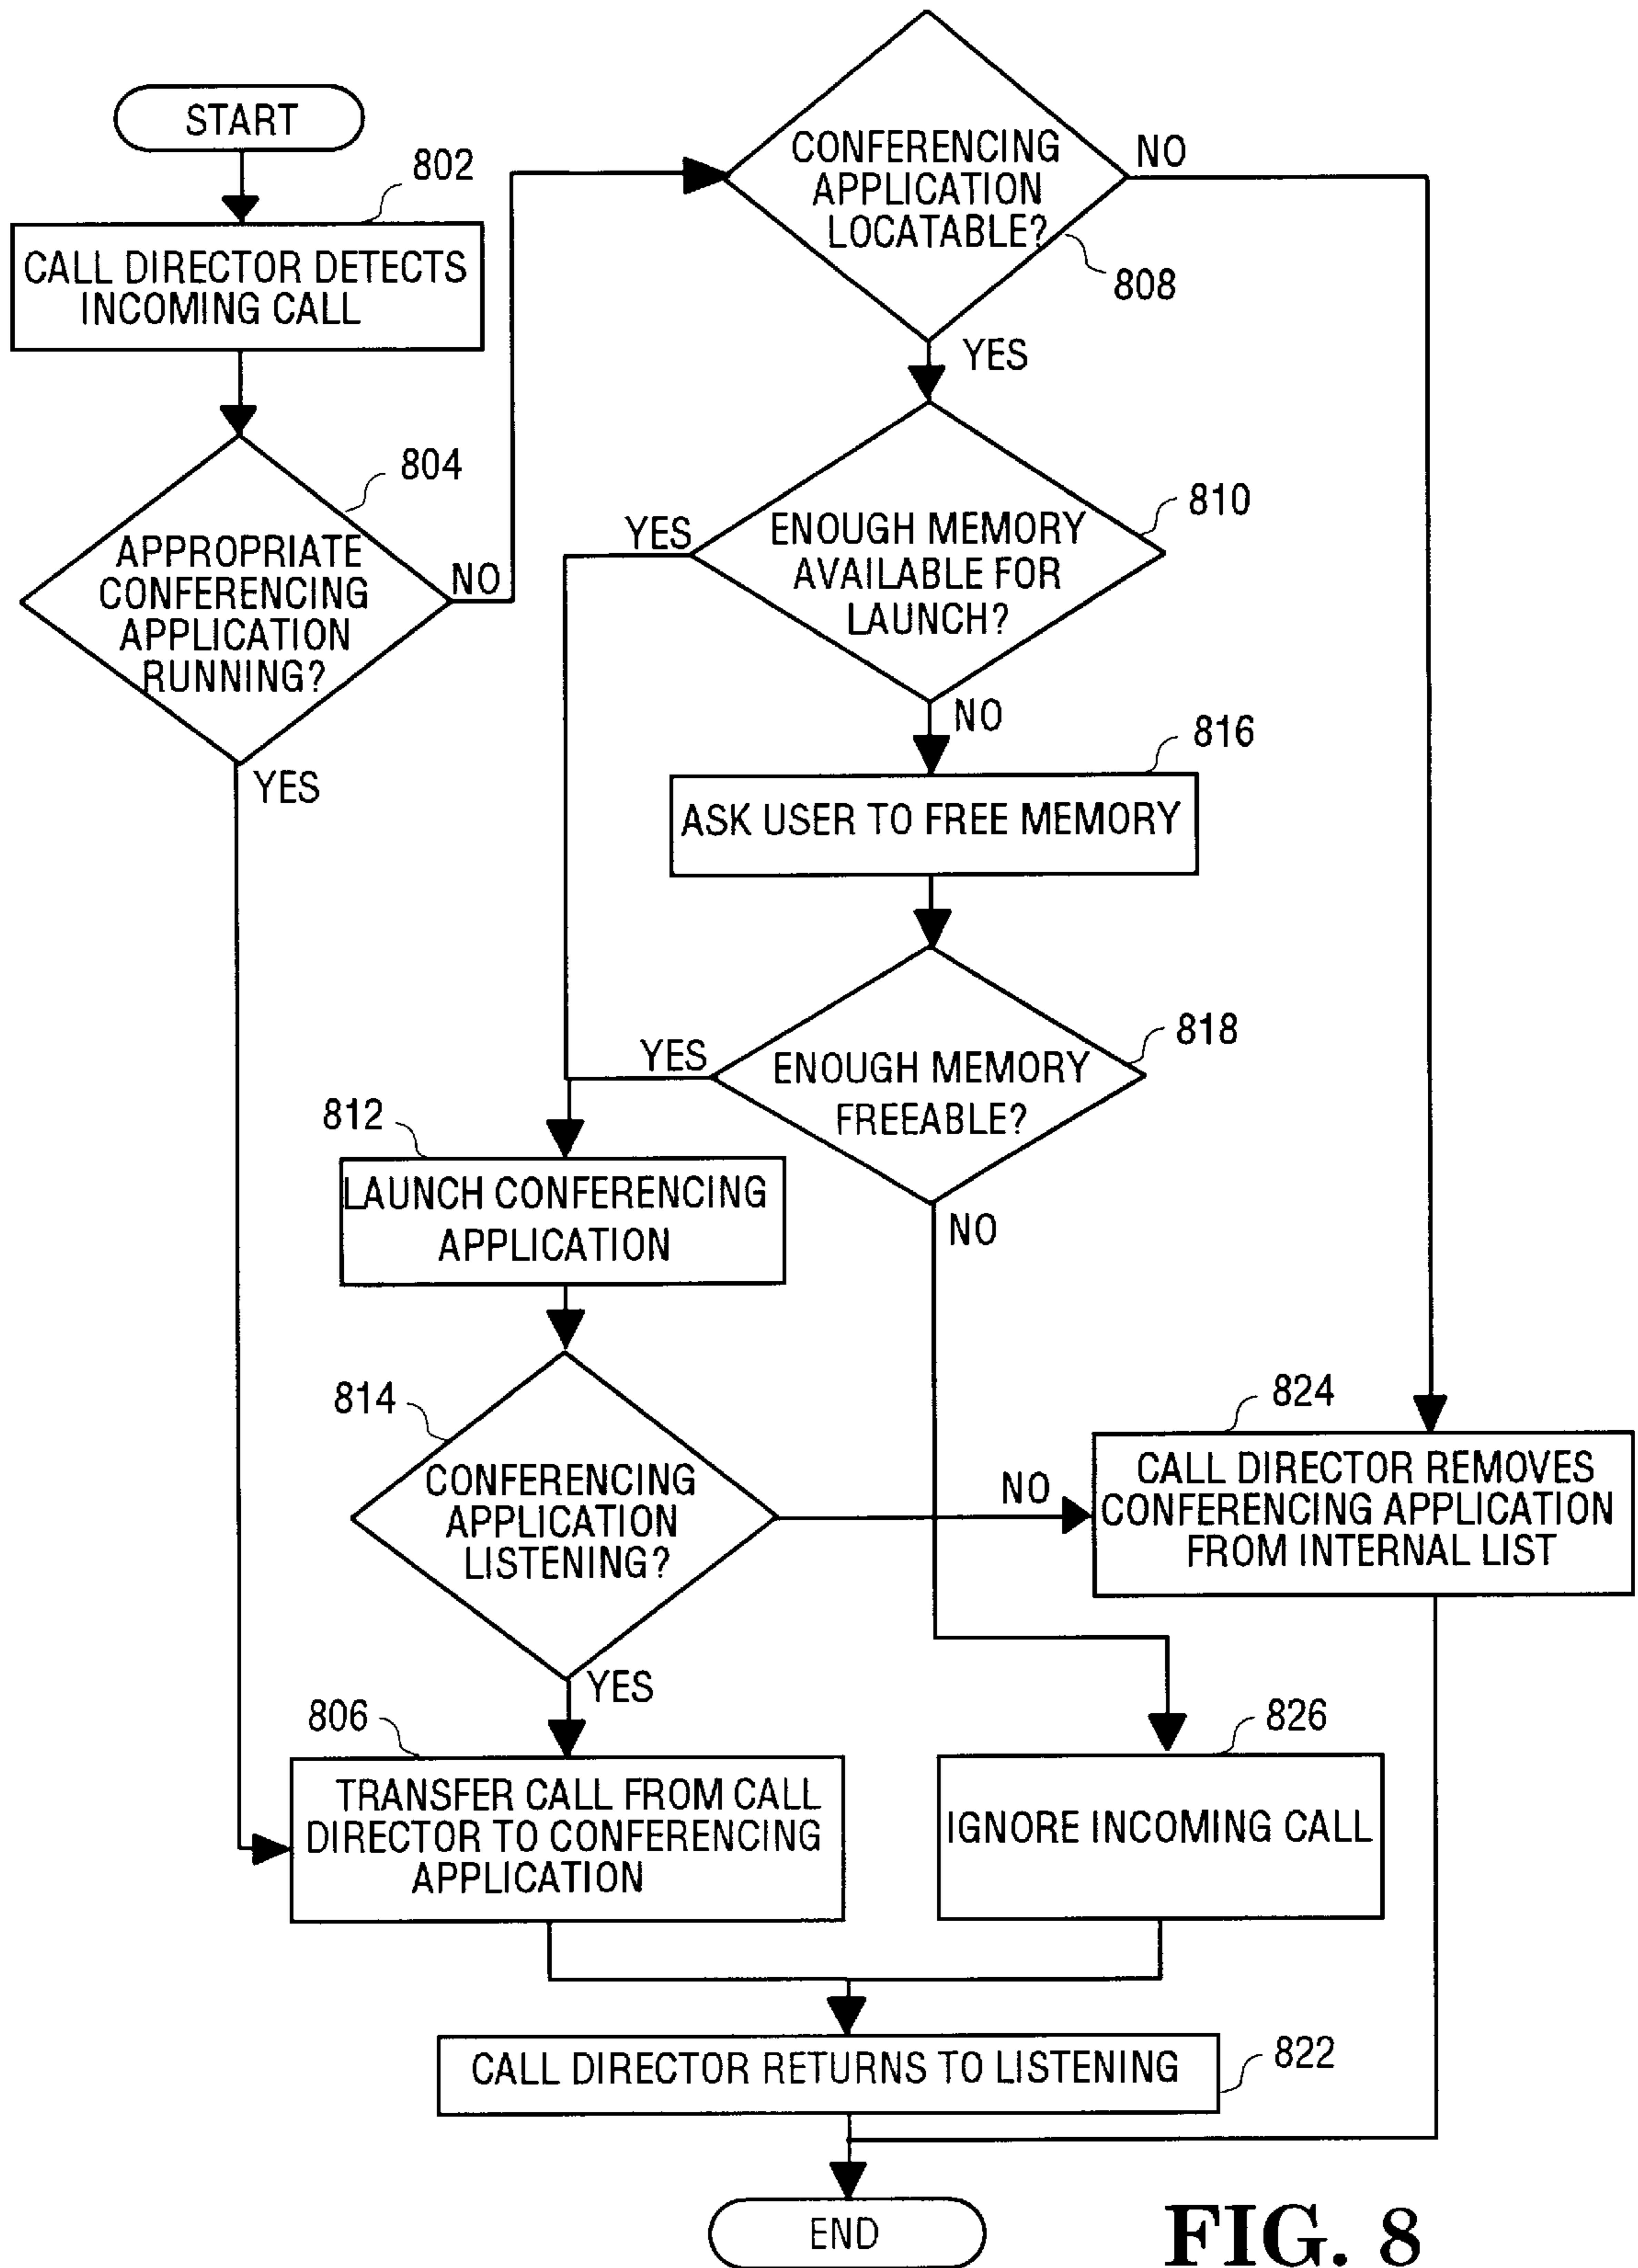 START
802
CALL DIRECTOR DETECTS
INCOMING CALL
804
APPROPRIATE
CONFERENCING
APPLICATION
RUNNING?
NO
YES
CONFERENCING
APPLICATION
LOCATABLE?
NO
808
YES
810
ENOUGH MEMORY
AVAILABLE FOR
LAUNCH?
YES
NO
816
ASK USER TO FREE MEMORY
818
ENOUGH MEMORY
FREEABLE?
YES
NO
812
LAUNCH CONFERENCING
APPLICATION
814
CONFERENCING
APPLICATION
LISTENING?
NO
YES
824
CALL DIRECTOR REMOVES
CONFERENCING APPLICATION
FROM INTERNAL LIST
806
TRANSFER CALL FROM CALL
DIRECTOR TO CONFERENCING
APPLICATION
826
IGNORE INCOMING CALL
CALL DIRECTOR RETURNS TO LISTENING
822
END
FIG. 8